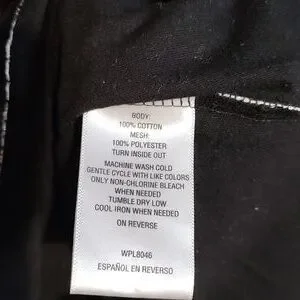 BODY:
100% COTTON
MESH:
100% POLYESTER
TURN INSIDE OUT
MACHINE WASH COLD
GENTLE CYCLE WITH LIKE COLORS
ONLY NON-CHLORINE BLEACH
WHEN NEEDED
TUMBLE DRY LOW
COOL IRON WHEN NEEDED
ON REVERSE
WPL8046
ESPAÑOL EN REVERSO